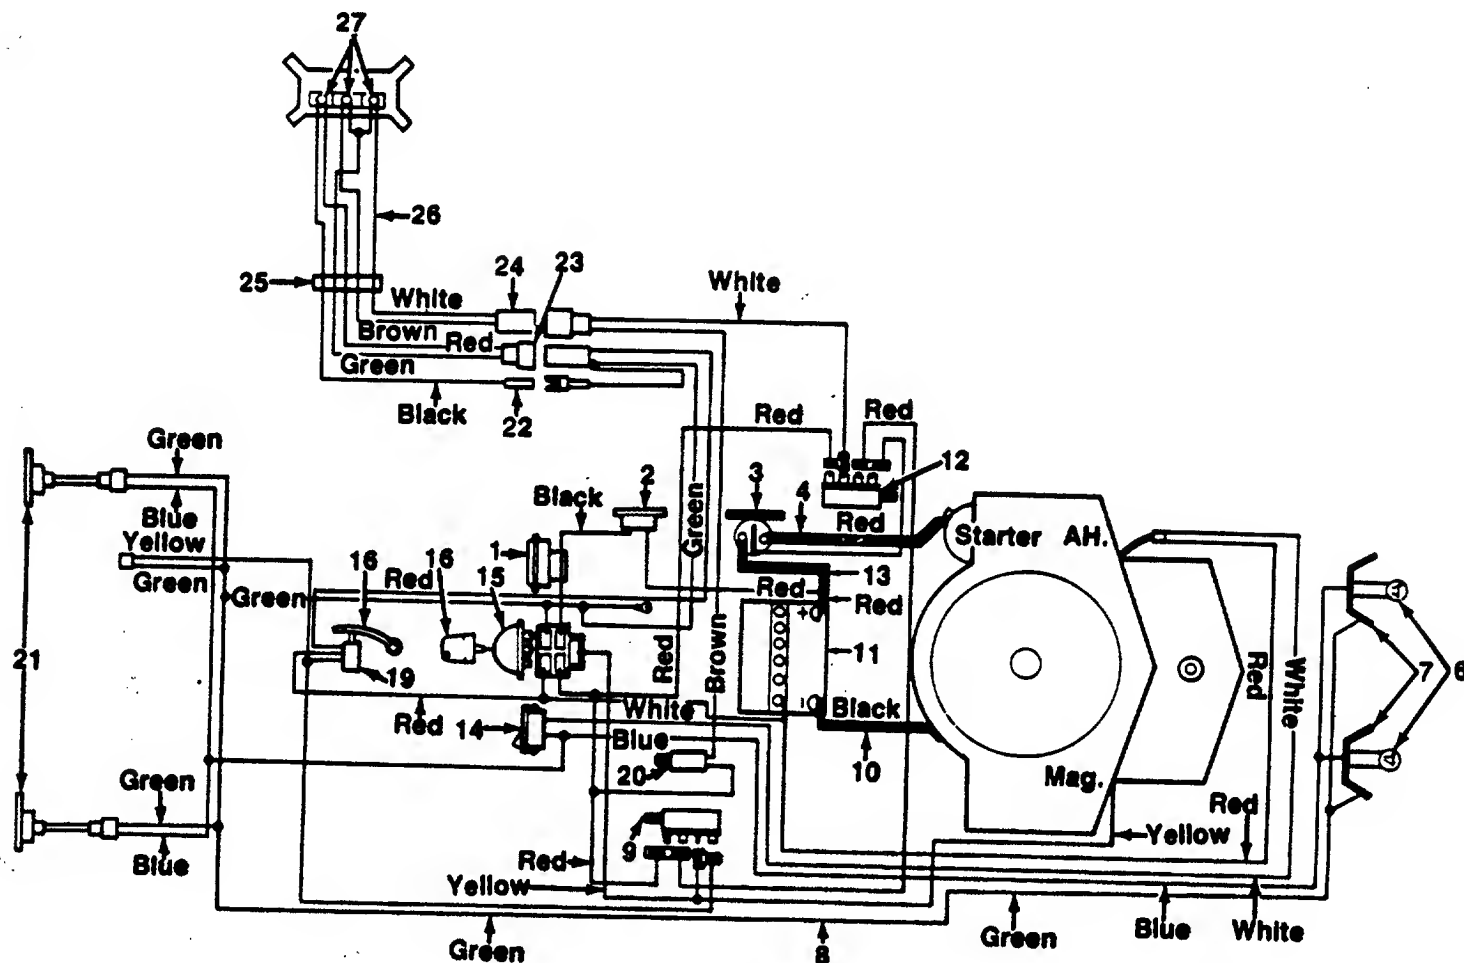 27
26
25
24
23
White
White
Brown
Red
Green
Black
22
Red
Red
12
Green
Blue
Yellow
Green
21
2
Black
1
Green
3
4
Red
Starter
AH.
13
Red
Red
16
Red
Green
16
15
19
Red
Red
Brown
11
White
Red
14
Blue
Black
10
20
Mag.
Red
White
7
6
Green
Blue
9
Red
Yellow
Red
Yellow
Green
8
Green
Blue
White